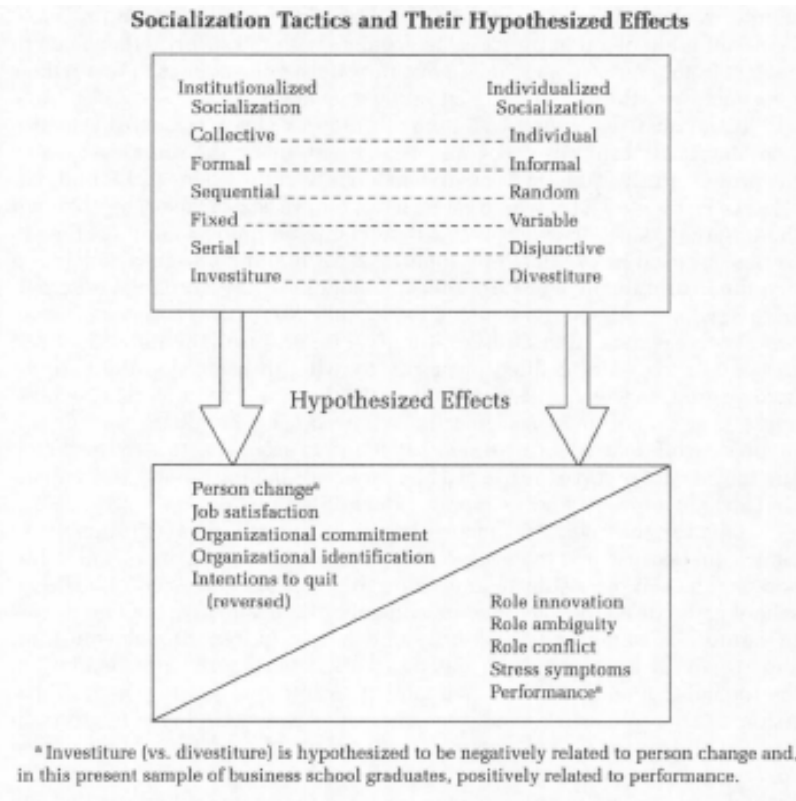 Socialization Tactics and Their Hypothesized Effects
Institutionalized
Socialization
Individualized
Socialization
Collective Individual
Formal Informal
Sequential Random
Fixed Variable
Serial Disjunctive
Investiture Divestiture
Hypothesized Effects
Person changeᵃ
Job satisfaction
Organizational commitment
Organizational identification
Intentions to quit
(reversed)
Role innovation
Role ambiguity
Role conflict
Stress symptoms
Performanceᵃ
ᵃ Investiture (vs. divestiture) is hypothesized to be negatively related to person change and,
in this present sample of business school graduates, positively related to performance.